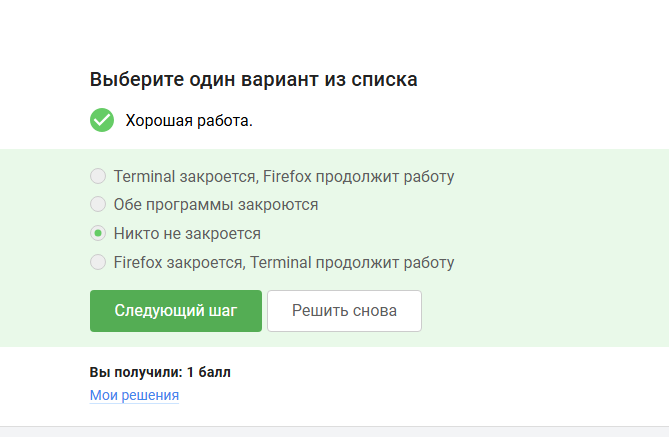 Выберите один вариант из списка
Хорошая работа.
Terminal закроется, Firefox продолжит работу
Обе программы закроются
Никто не закроется
Firefox закроется, Terminal продолжит работу
Следующий шаг Решить снова
Вы получили: 1 балл
Мои решения